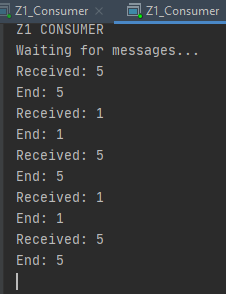 Z1_Consumer Z1_Consumer
Z1 CONSUMER
Waiting for messages...
Received: 5
End: 5
Received: 1
End: 1
Received: 5
End: 5
Received: 1
End: 1
Received: 5
End: 5